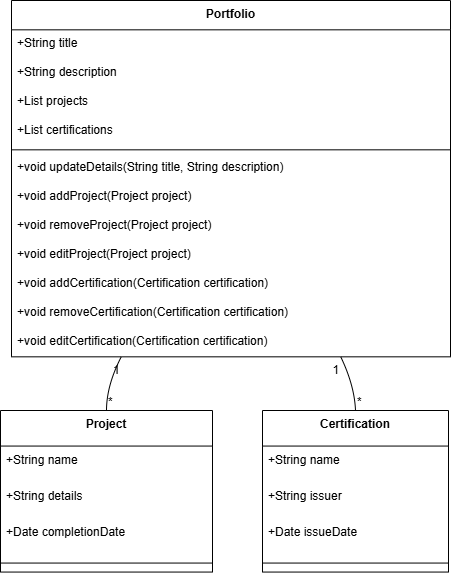 Portfolio
+String title
+String description
+List projects
+List certifications
+void updateDetails(String title, String description)
+void addProject(Project project)
+void removeProject(Project project)
+void editProject(Project project)
+void addCertification(Certification certification)
+void removeCertification(Certification certification)
+void editCertification(Certification certification)
1
1
*
*
Project
+String name
+String details
+Date completionDate
Certification
+String name
+String issuer
+Date issueDate